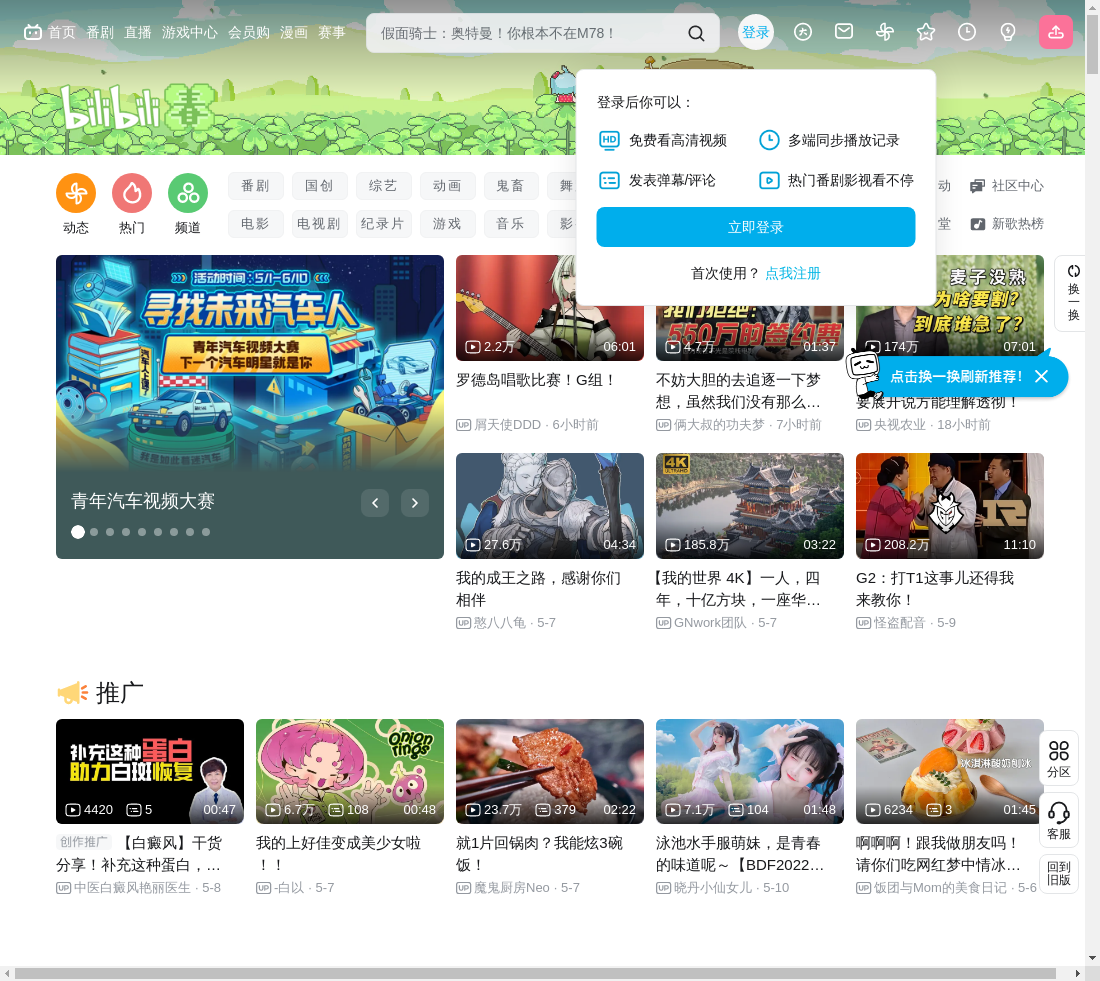 首页 番剧 直播 游戏中心 会员购 漫画 赛事
假面骑士：奥特曼！你根本不在M78！
登录
bilibili 春
登录后你可以：
免费看高清视频
多端同步播放记录
发表弹幕/评论
热门番剧影视看不停
立即登录
首次使用？ 点我注册
动态
热门
频道
番剧 国创 综艺 动画 鬼畜 舞
电影 电视剧 纪录片 游戏 音乐 影
动
社区中心
堂
新歌热榜
换一换
活动时间：5/1-6/10
寻找未来汽车人
青年汽车视频大赛
下一个汽车明星就是你
青年汽车视频大赛
2.2万 06:01
罗德岛唱歌比赛！G组！
屑天使DDD · 6小时前
我们拒绝：
550万的签约费
4.7万 01:37
不妨大胆的去追逐一下梦
想，虽然我们没有那么…
俩大叔的功夫梦 · 7小时前
麦子没熟
为啥要割？
到底谁急了？
174万 07:01
点击换一换刷新推荐！
要展开说方能理解透彻！
央视农业 · 18小时前
27.6万 04:34
我的成王之路，感谢你们
相伴
憨八八龟 · 5-7
4K
ULTRAHD
185.8万 03:22
【我的世界 4K】一人，四
年，十亿方块，一座华…
GNwork团队 · 5-7
208.2万 11:10
G2：打T1这事儿还得我
来教你！
怪盗配音 · 5-9
推广
补充这种蛋白
助力白斑恢复
4420 5 00:47
创作推广 【白癜风】干货
分享！补充这种蛋白，…
中医白癜风艳丽医生 · 5-8
onion rings
6.7万 108 00:48
我的上好佳变成美少女啦
！！
-白以 · 5-7
23.7万 379 02:22
就1片回锅肉？我能炫3碗
饭！
魔鬼厨房Neo · 5-7
7.1万 104 01:48
泳池水手服萌妹，是青春
的味道呢～【BDF2022…
晓丹小仙女儿 · 5-10
冰淇淋酸奶刨冰
6234 3 01:45
啊啊啊！跟我做朋友吗！
请你们吃网红梦中情冰…
饭团与Mom的美食日记 · 5-6
分区
客服
回到
旧版